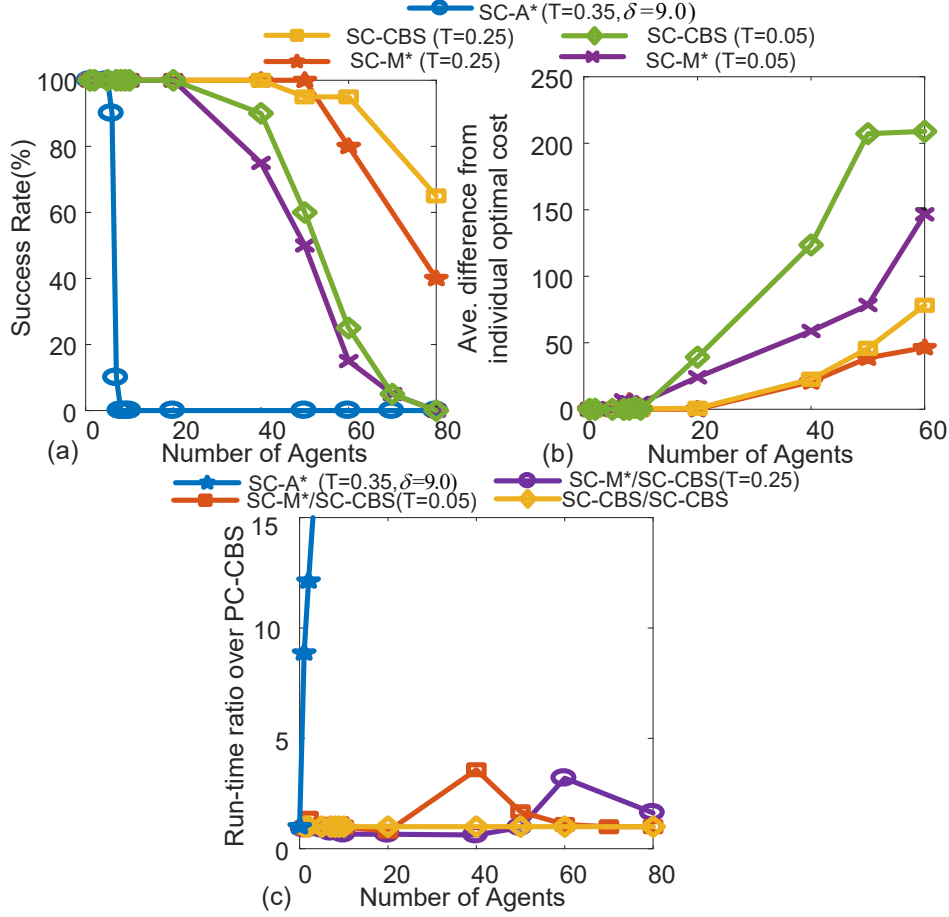 SC-A* (T=0.35, δ=9.0)
SC-CBS (T=0.25)
SC-CBS (T=0.05)
SC-M* (T=0.25)
SC-M* (T=0.05)
Success Rate(%)
100
80
60
40
20
0
0 20 40 60 80
(a) Number of Agents
Ave. difference from
individual optimal cost
250
200
150
100
50
0
0 20 40 60
(b) Number of Agents
SC-A* (T=0.35,δ=9.0)
SC-M*/SC-CBS(T=0.25)
SC-M*/SC-CBS(T=0.05)
SC-CBS/SC-CBS
Run-time ratio over PC-CBS
15
10
5
0
0 20 40 60 80
(c) Number of Agents